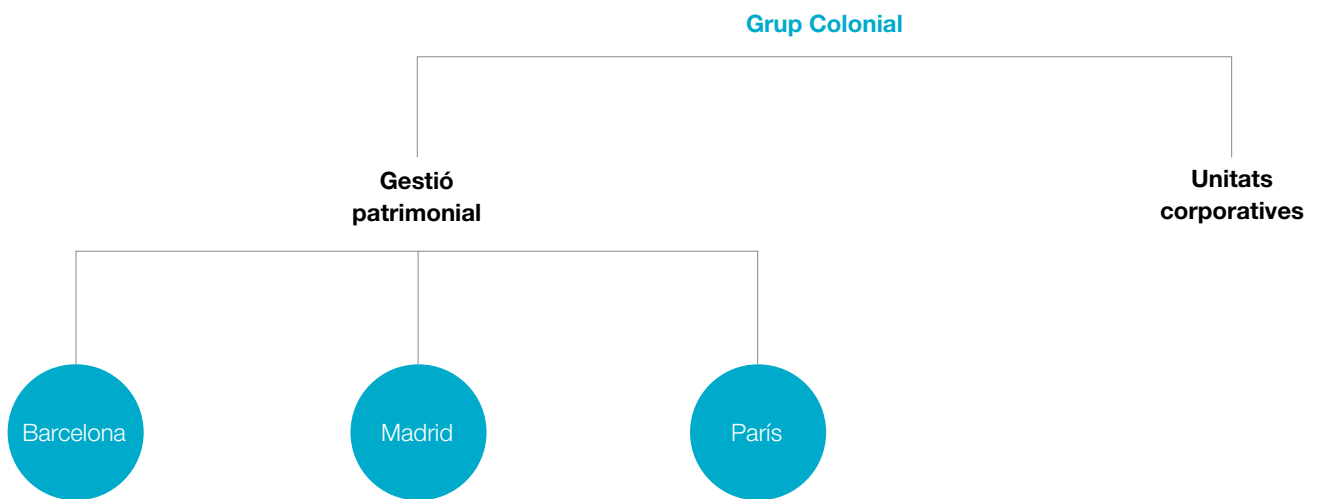 Grup Colonial
Gestió
patrimonial
Unitats
corporatives
Barcelona
Madrid
París